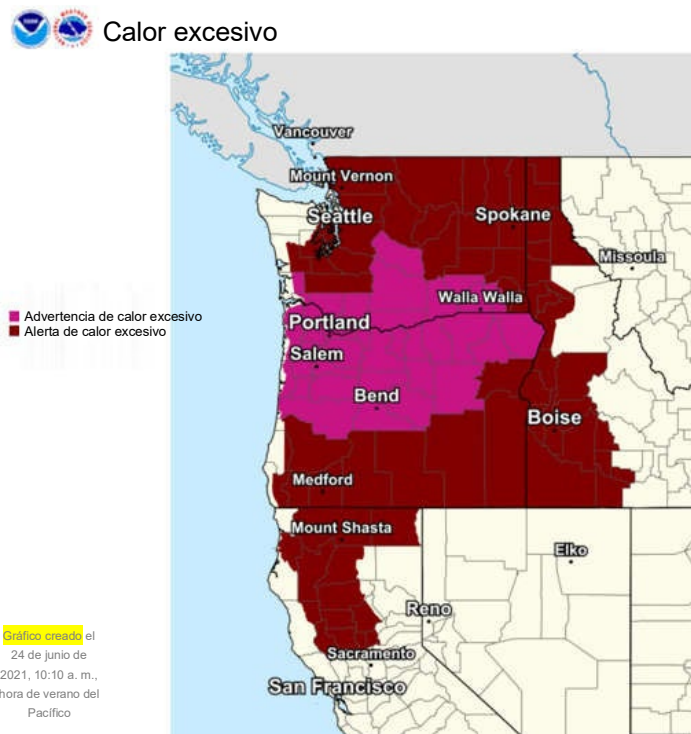 Calor excesivo
Vancouver
Mount Vernon
Seattle
Spokane
Missoula
Advertencia de calor excesivo
Alerta de calor excesivo
Walla Walla
Portland
Salem
Bend
Boise
Medford
Mount Shasta
Elko
Reno
Sacramento
San Francisco
Gráfico creado el
24 de junio de
2021, 10:10 a. m.,
hora de verano del
Pacífico